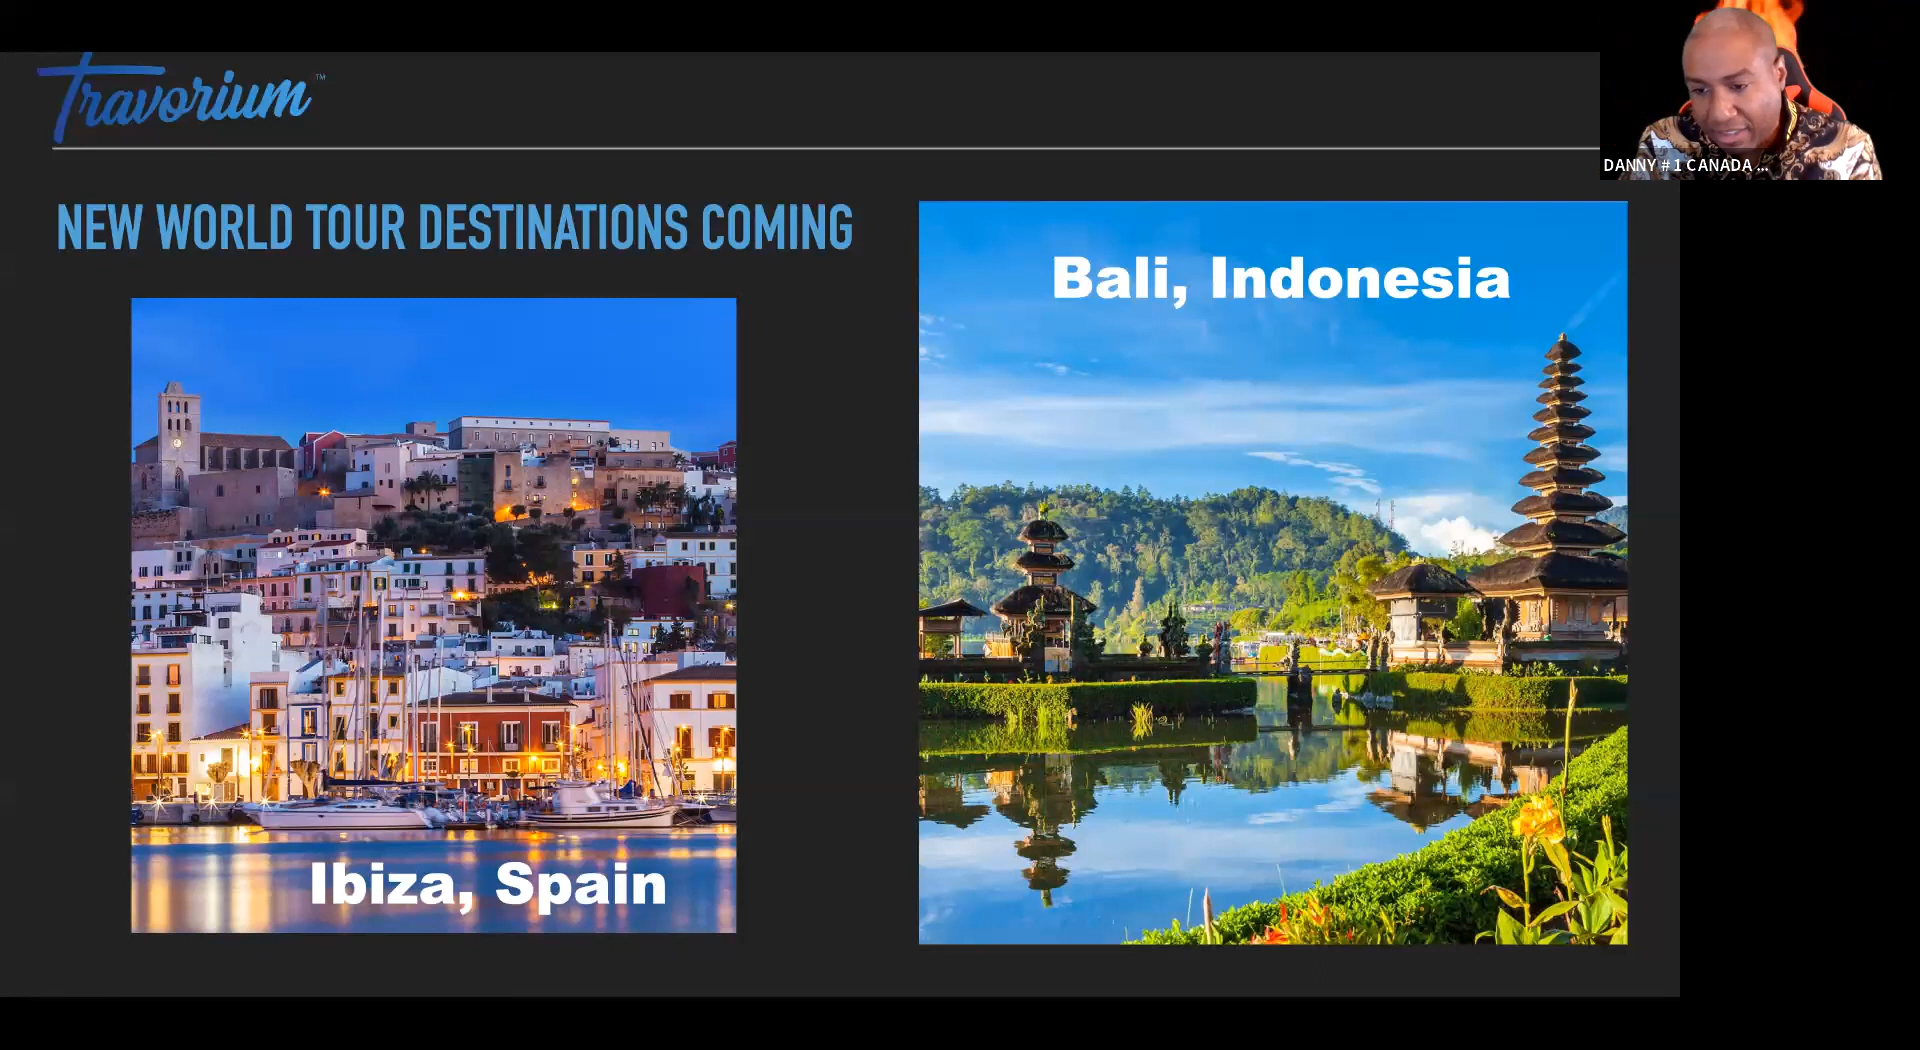 Travorium™
DANNY # 1 CANADA ...
NEW WORLD TOUR DESTINATIONS COMING
Bali, Indonesia
Ibiza, Spain